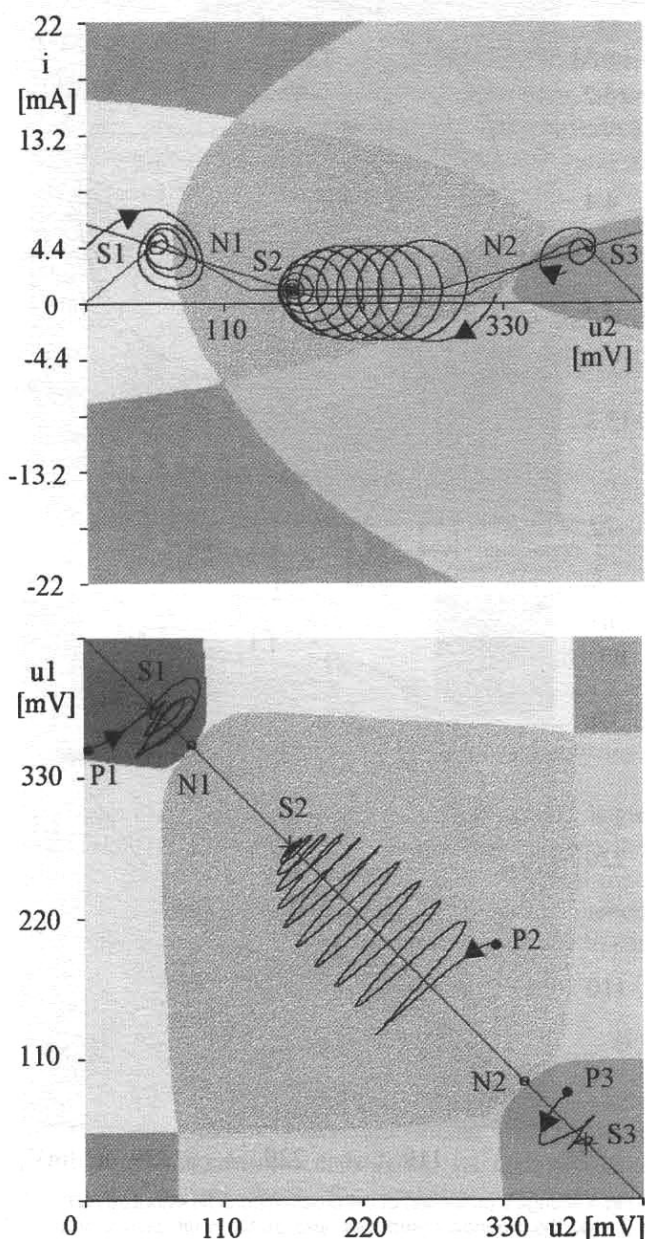 22
i
[mA]
13.2
4.4
S1 N1 S2 N2 S3
0
110 330 u2
[mV]
-4.4
-13.2
-22
u1 S1
[mV]
P1 330 N1
S2
220 P2
110
N2 P3
S3
0 110 220 330 u2 [mV]